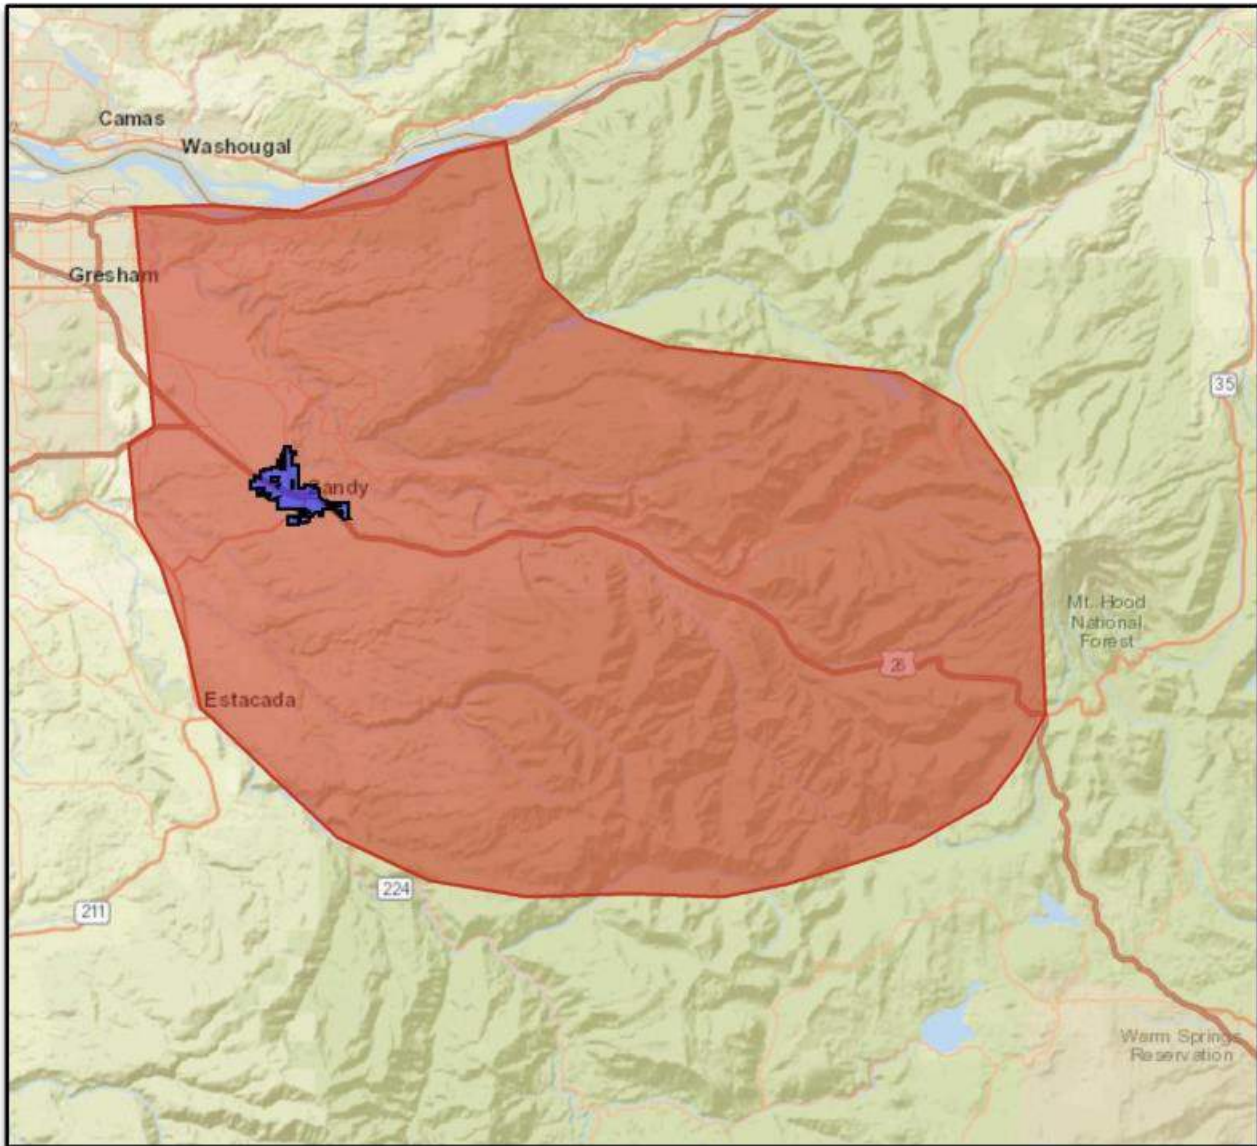 Camas
Washougal
Gresham
35
Sandy
Mt. Hood
National
Forest
26
Estacada
224
211
Warm Springs
Reservation